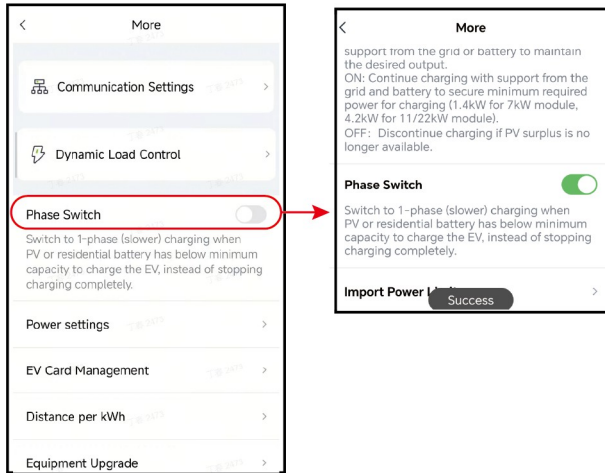 More
Communication Settings
Dynamic Load Control
Phase Switch
Switch to 1-phase (slower) charging when
PV or residential battery has below minimum
capacity to charge the EV, instead of stopping
charging completely.
Power settings
EV Card Management
Distance per kWh
Equipment Upgrade
More
support from the grid or battery to maintain
the desired output.
ON: Continue charging with support from the
grid and battery to secure minimum required
power for charging (1.4kW for 7kW module,
4.2kW for 11/22kW module).
OFF: Discontinue charging if PV surplus is no
longer available.
Phase Switch
Switch to 1-phase (slower) charging when
PV or residential battery has below minimum
capacity to charge the EV, instead of stopping
charging completely.
Import Power
Success